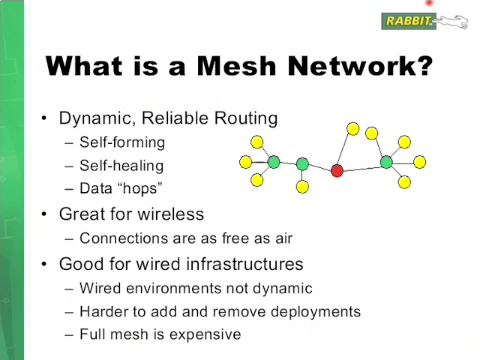 RABBIT
What is a Mesh Network?
• Dynamic, Reliable Routing
– Self-forming
– Self-healing
– Data “hops”
• Great for wireless
– Connections are as free as air
• Good for wired infrastructures
– Wired environments not dynamic
– Harder to add and remove deployments
– Full mesh is expensive